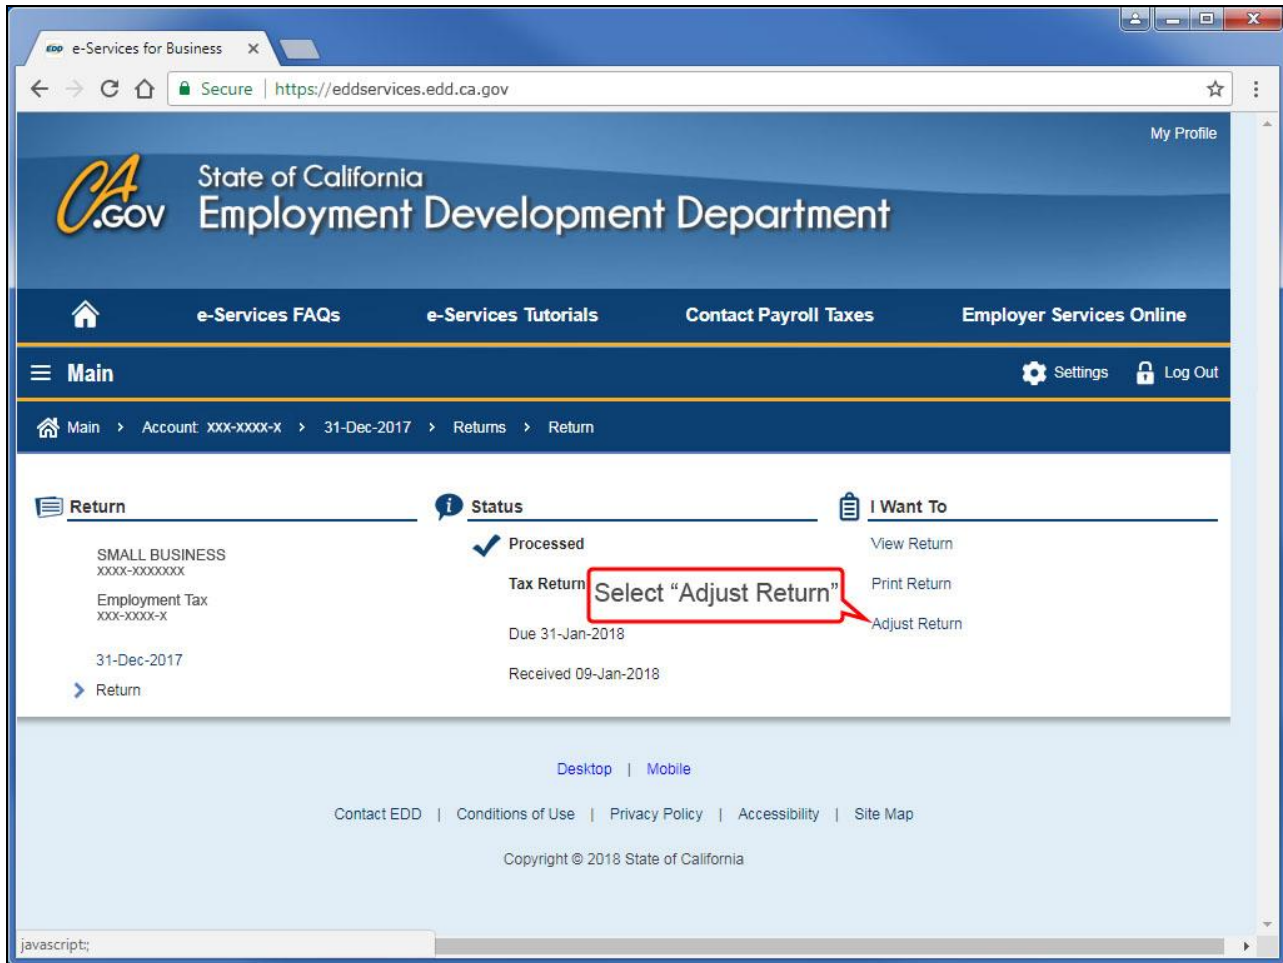 EDD e-Services for Business
Secure | https://eddservices.edd.ca.gov
My Profile
CA.GOV
State of California
Employment Development Department
e-Services FAQs e-Services Tutorials Contact Payroll Taxes Employer Services Online
Main Settings Log Out
Main > Account: xxx-xxxx-x > 31-Dec-2017 > Returns > Return
Return
SMALL BUSINESS
xxxx-xxxxxxx
Employment Tax
xxx-xxxx-x
31-Dec-2017
Return
Status
Processed
Tax Return
Due 31-Jan-2018
Received 09-Jan-2018
Select “Adjust Return”
I Want To
View Return
Print Return
Adjust Return
Desktop | Mobile
Contact EDD | Conditions of Use | Privacy Policy | Accessibility | Site Map
Copyright © 2018 State of California
javascript:;